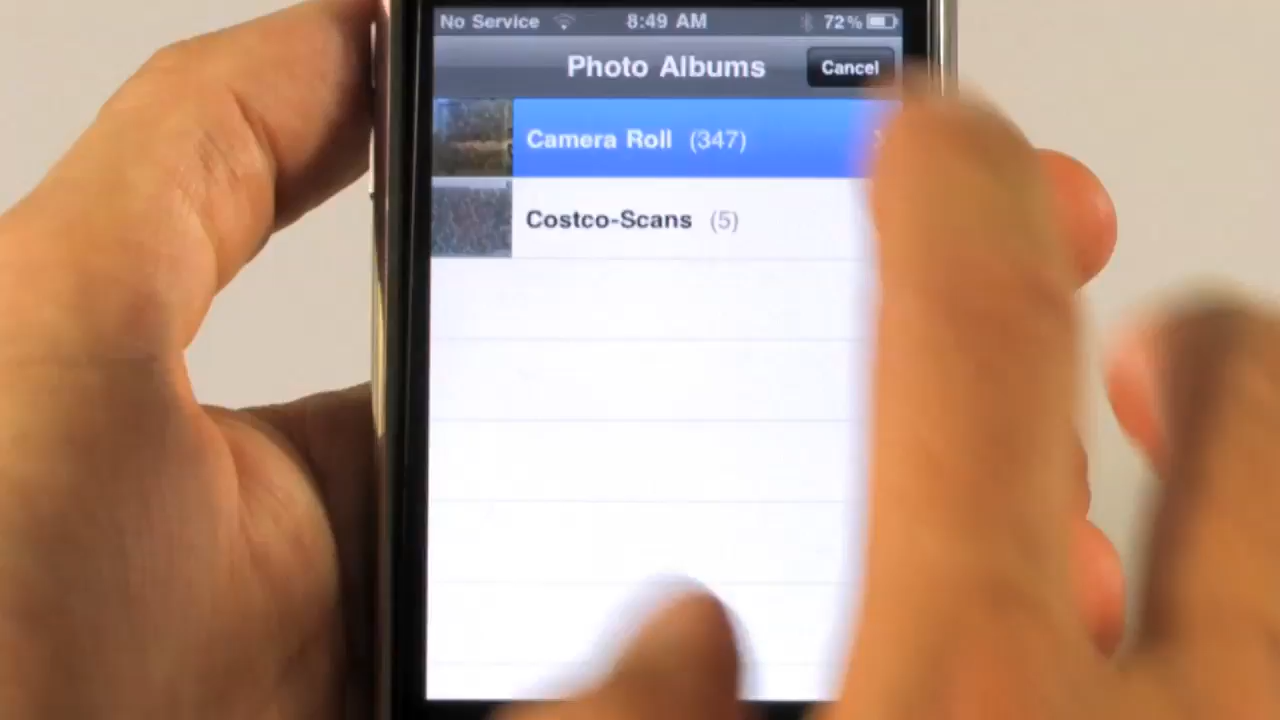 No Service 8:49 AM 72%
Photo Albums Cancel
Camera Roll (347)
Costco-Scans (5)